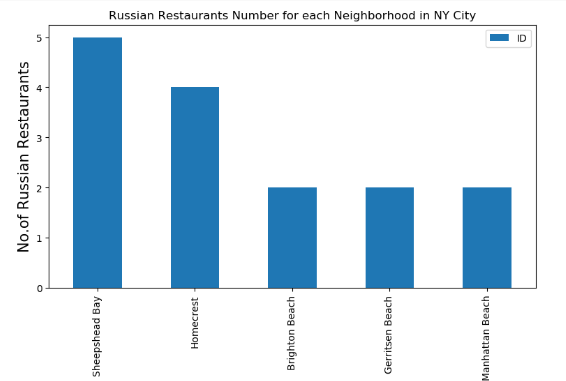 Russian Restaurants Number for each Neighborhood in NY City
ID
No.of Russian Restaurants
5
4
3
2
1
0
Sheepshead Bay
Homecrest
Brighton Beach
Gerritsen Beach
Manhattan Beach